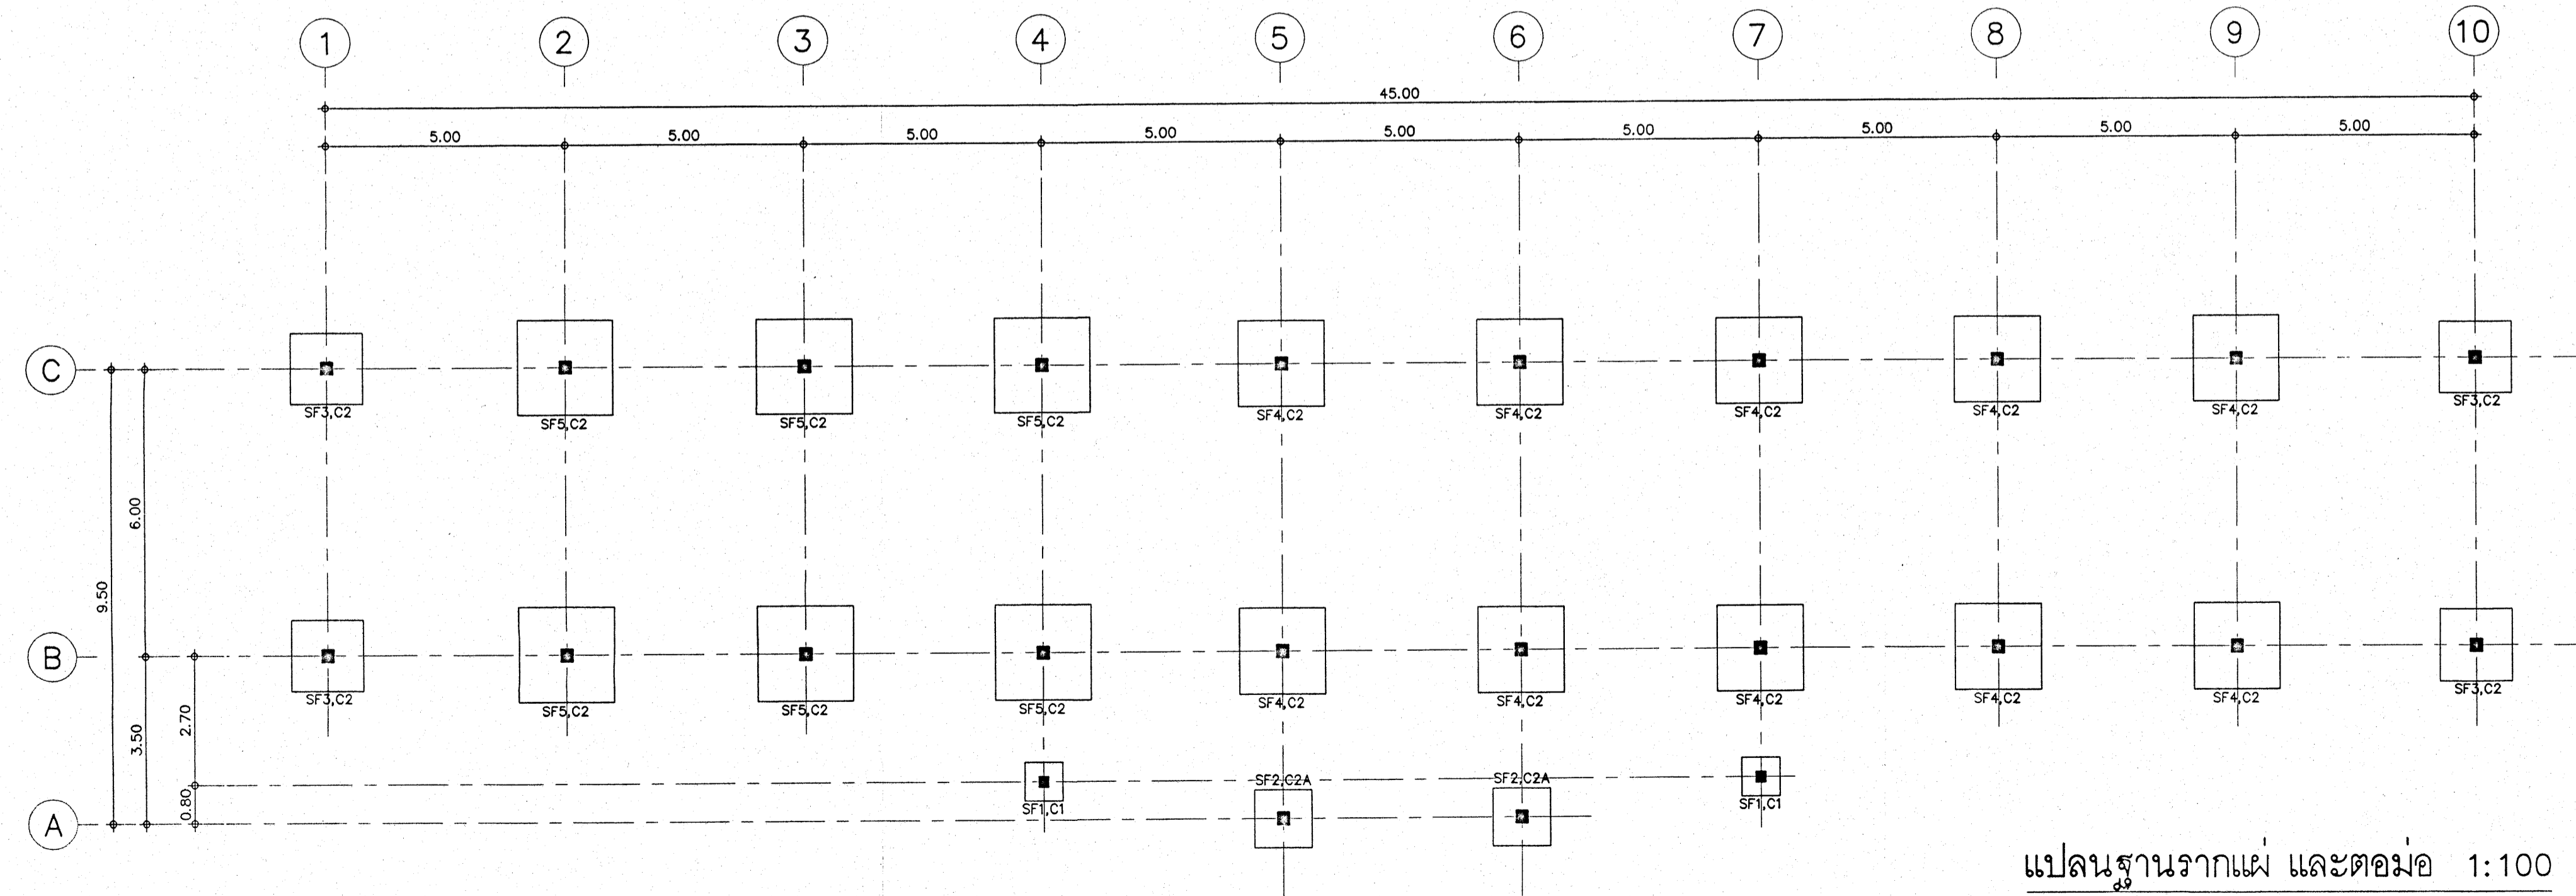 1 2 3 4 5 6 7 8 9 10
45.00
5.00 5.00 5.00 5.00 5.00 5.00 5.00 5.00 5.00
C
SF3,C2 SF5,C2 SF5,C2 SF5,C2 SF4,C2 SF4,C2 SF4,C2 SF4,C2 SF4,C2 SF3,C2
6.00
9.50
B
SF3,C2 SF5,C2 SF5,C2 SF5,C2 SF4,C2 SF4,C2 SF4,C2 SF4,C2 SF4,C2 SF3,C2
2.70
3.50
SF2,C2A SF2,C2A
0.80
SF1,C1 SF1,C1
A
แปลนฐานรากแผ่ และตอม่อ 1:100